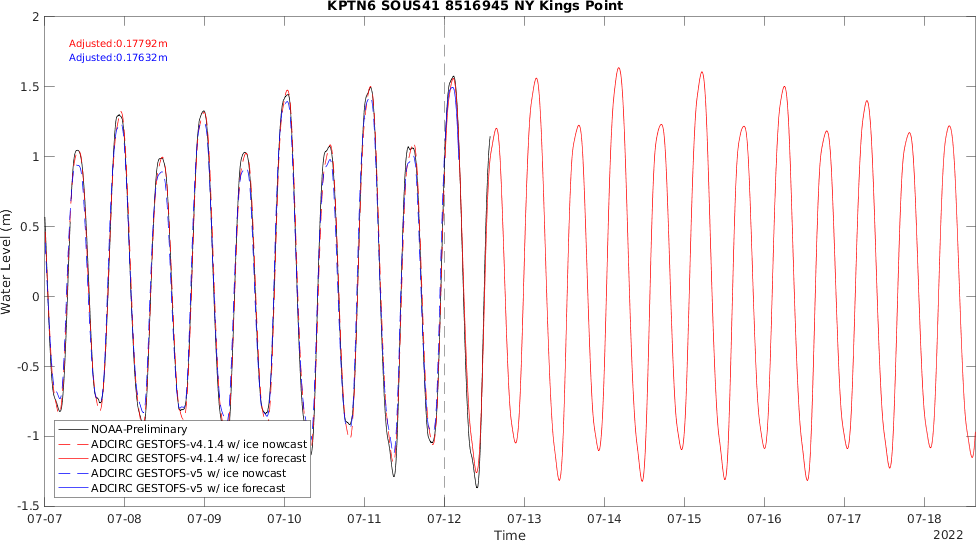 KPTN6 SOUS41 8516945 NY Kings Point
2
Adjusted:0.17792m
Adjusted:0.17632m
1.5
1
0.5
0
-0.5
-1
-1.5
Water Level (m)
NOAA-Preliminary
ADCIRC GESTOFS-v4.1.4 w/ ice nowcast
ADCIRC GESTOFS-v4.1.4 w/ ice forecast
ADCIRC GESTOFS-v5 w/ ice nowcast
ADCIRC GESTOFS-v5 w/ ice forecast
07-07 07-08 07-09 07-10 07-11 07-12 07-13 07-14 07-15 07-16 07-17 07-18
Time
2022